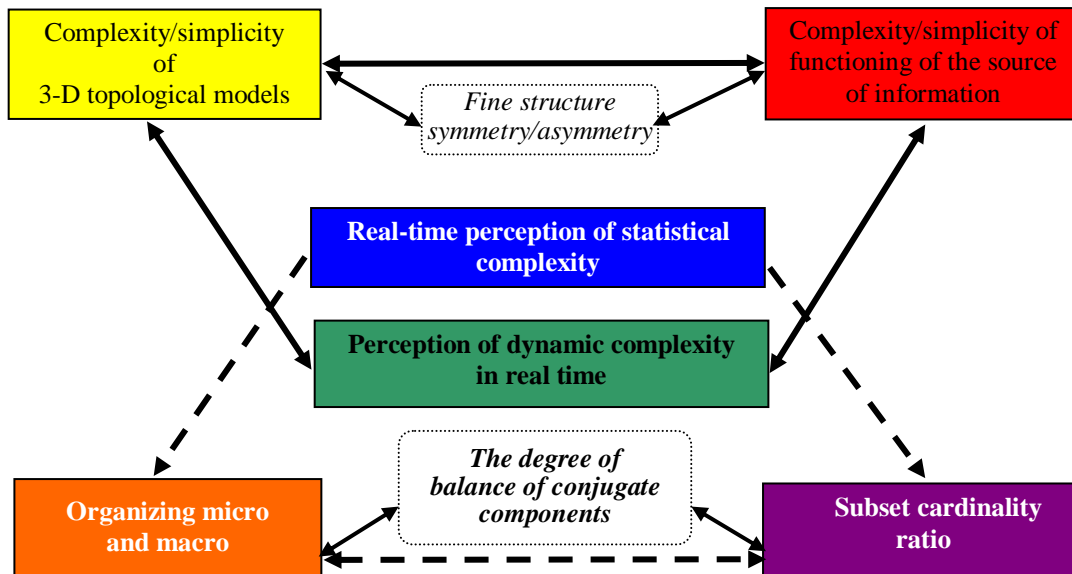 Complexity/simplicity
of
3-D topological models
Complexity/simplicity of
functioning of the source
of information
Fine structure
symmetry/asymmetry
Real-time perception of statistical
complexity
Perception of dynamic complexity
in real time
The degree of
balance of conjugate
components
Organizing micro
and macro
Subset cardinality
ratio